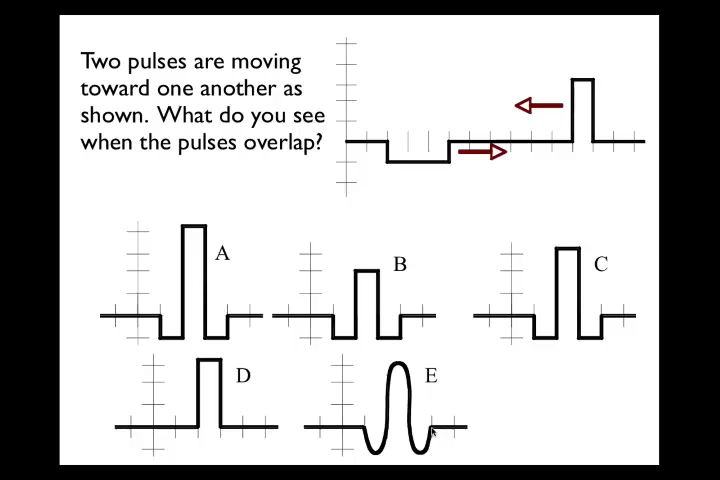 Two pulses are moving
toward one another as
shown. What do you see
when the pulses overlap?
A
B
C
D
E